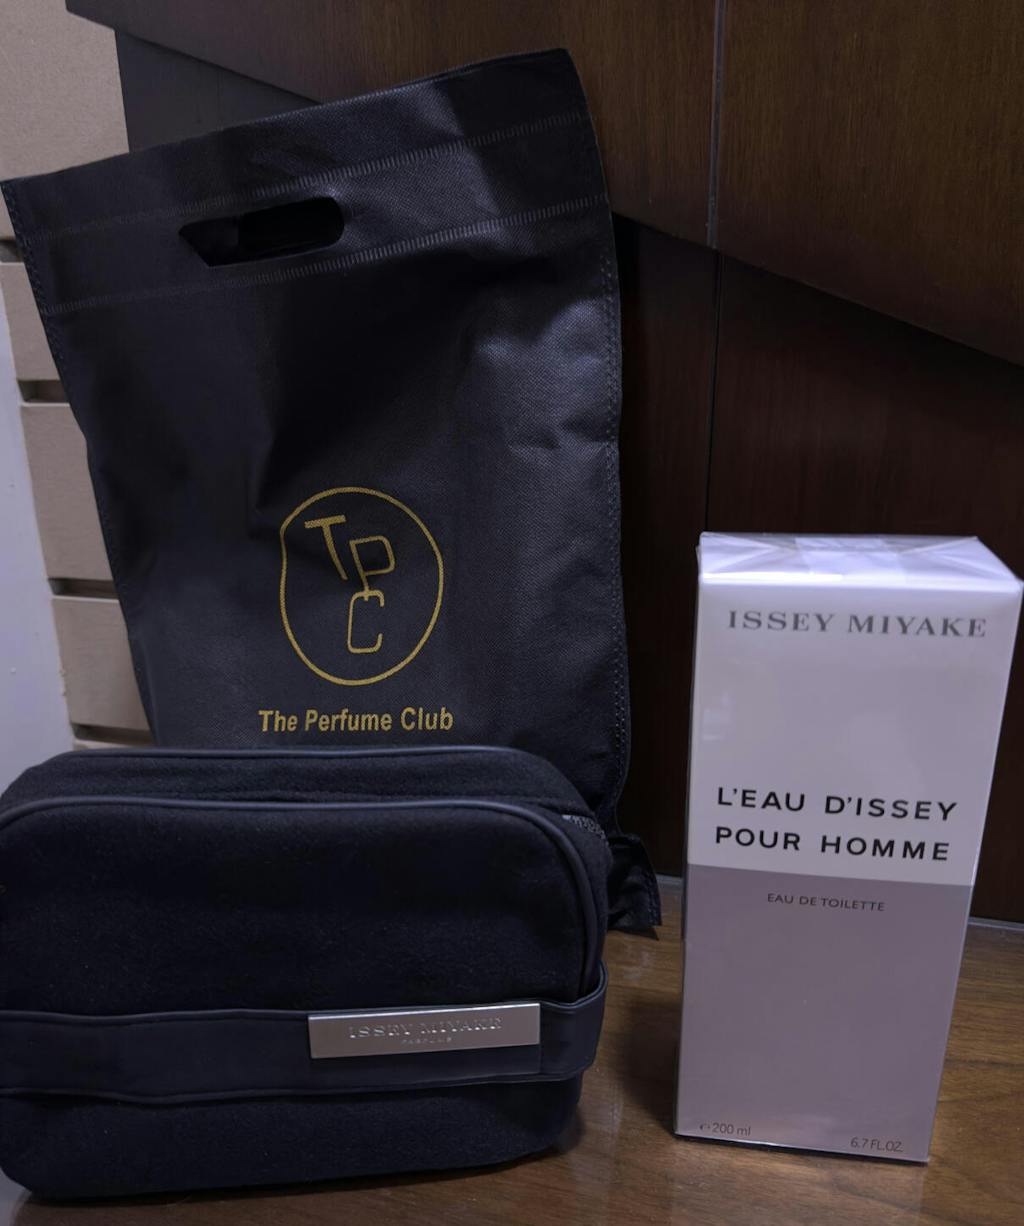 TPC
The Perfume Club
ISSEY MIYAKE
L'EAU D'ISSEY
POUR HOMME
EAU DE TOILETTE
℮ 200 ml 6.7 FL.OZ.
ISSEY MIYAKE
PARFUMS